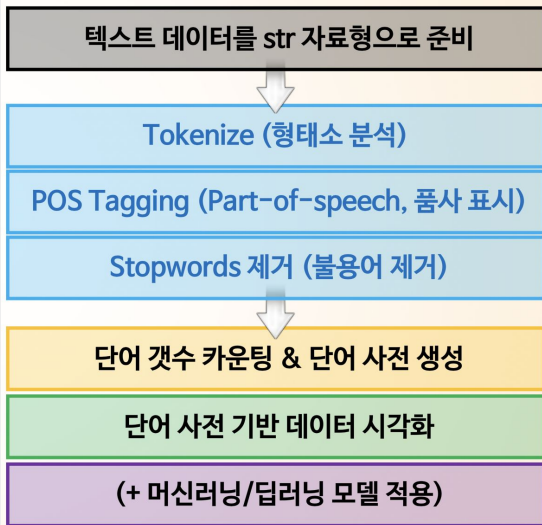 텍스트 데이터를 str 자료형으로 준비
Tokenize (형태소 분석)
POS Tagging (Part-of-speech, 품사 표시)
Stopwords 제거 (불용어 제거)
단어 갯수 카운팅 & 단어 사전 생성
단어 사전 기반 데이터 시각화
(+ 머신러닝/딥러닝 모델 적용)